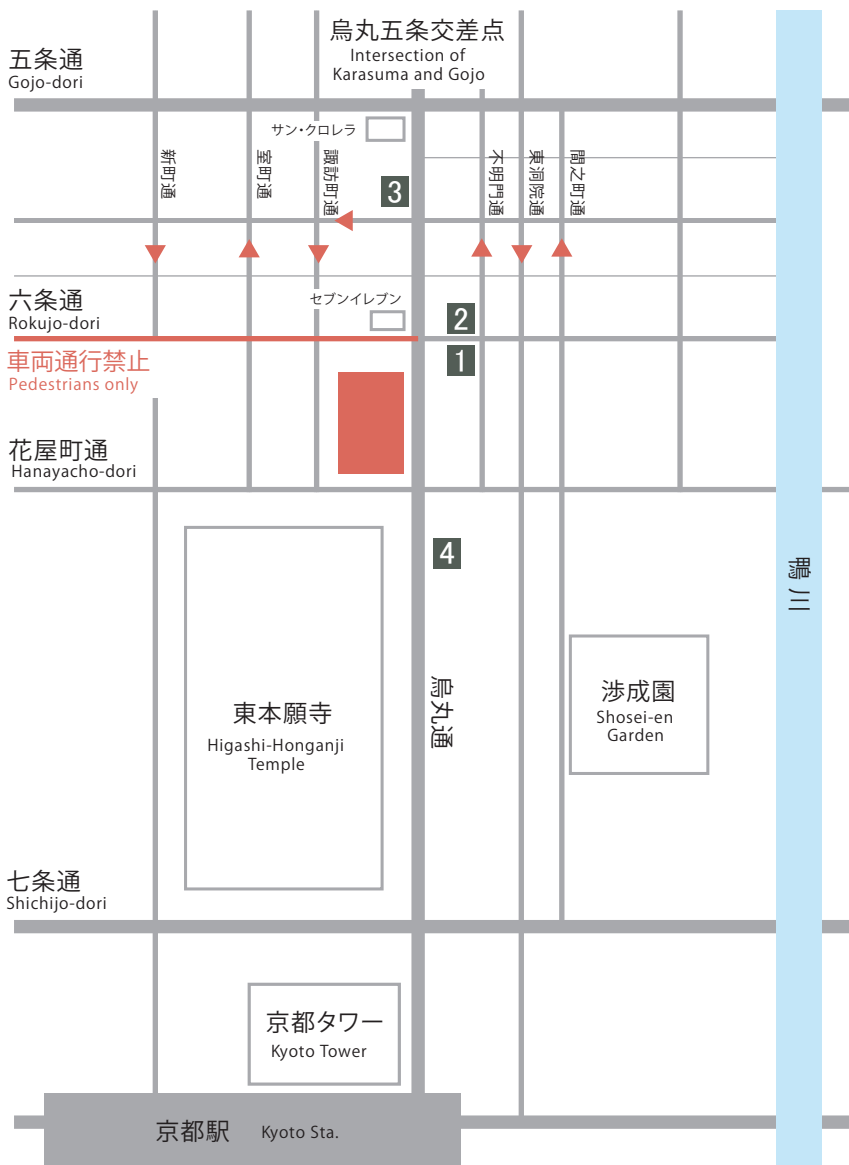 烏丸五条交差点
Intersection of
Karasuma and Gojo
五条通
Gojo-dori
サン・クロレラ
新町通
室町通
諏訪町通
不明門通
東洞院通
間之町通
3
六条通
Rokujo-dori
セブンイレブン
2
車両通行禁止
Pedestrians only
1
花屋町通
Hanayacho-dori
4
鴨川
烏丸通
東本願寺
Higashi-Honganji
Temple
渉成園
Shosei-en
Garden
七条通
Shichijo-dori
京都タワー
Kyoto Tower
京都駅 Kyoto Sta.